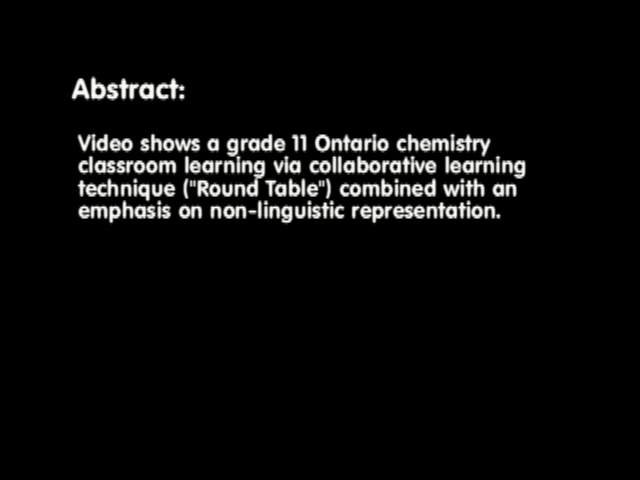 Abstract:
Video shows a grade 11 Ontario chemistry
classroom learning via collaborative learning
technique ("Round Table") combined with an
emphasis on non-linguistic representation.